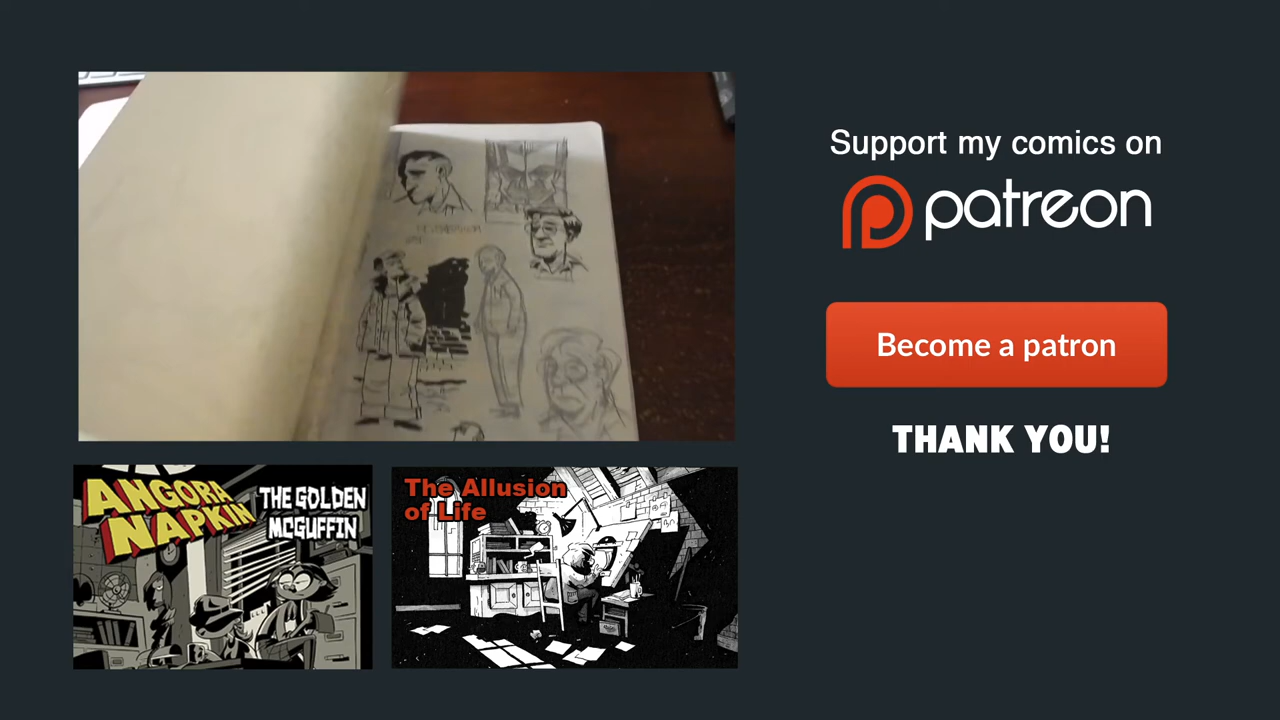 Support my comics on
patreon
Become a patron
THANK YOU!
ANGORA
NAPKIN
THE GOLDEN
MCGUFFIN
The Allusion
of Life